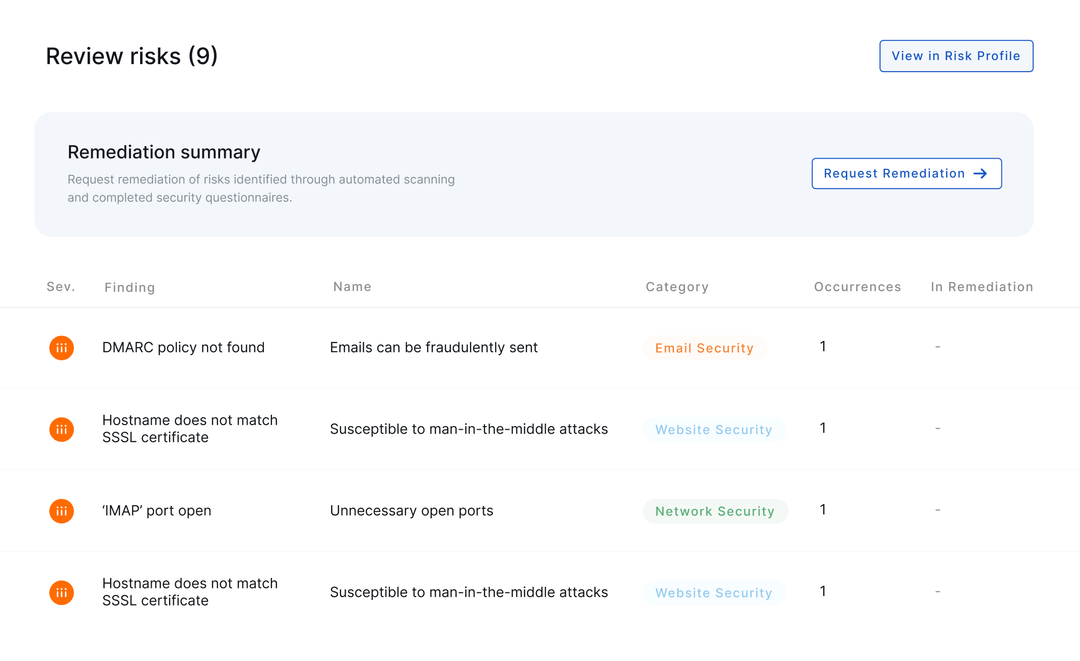 Review risks (9)
View in Risk Profile
Remediation summary
Request remediation of risks identified through automated scanning
and completed security questionnaires.
Request Remediation →
Sev. Finding Name Category Occurrences In Remediation
iii DMARC policy not found Emails can be fraudulently sent Email Security 1 -
Hostname does not match
SSSL certificate
iii Susceptible to man-in-the-middle attacks Website Security 1 -
iii ‘IMAP’ port open Unnecessary open ports Network Security 1 -
Hostname does not match
SSSL certificate
iii Susceptible to man-in-the-middle attacks Website Security 1 -